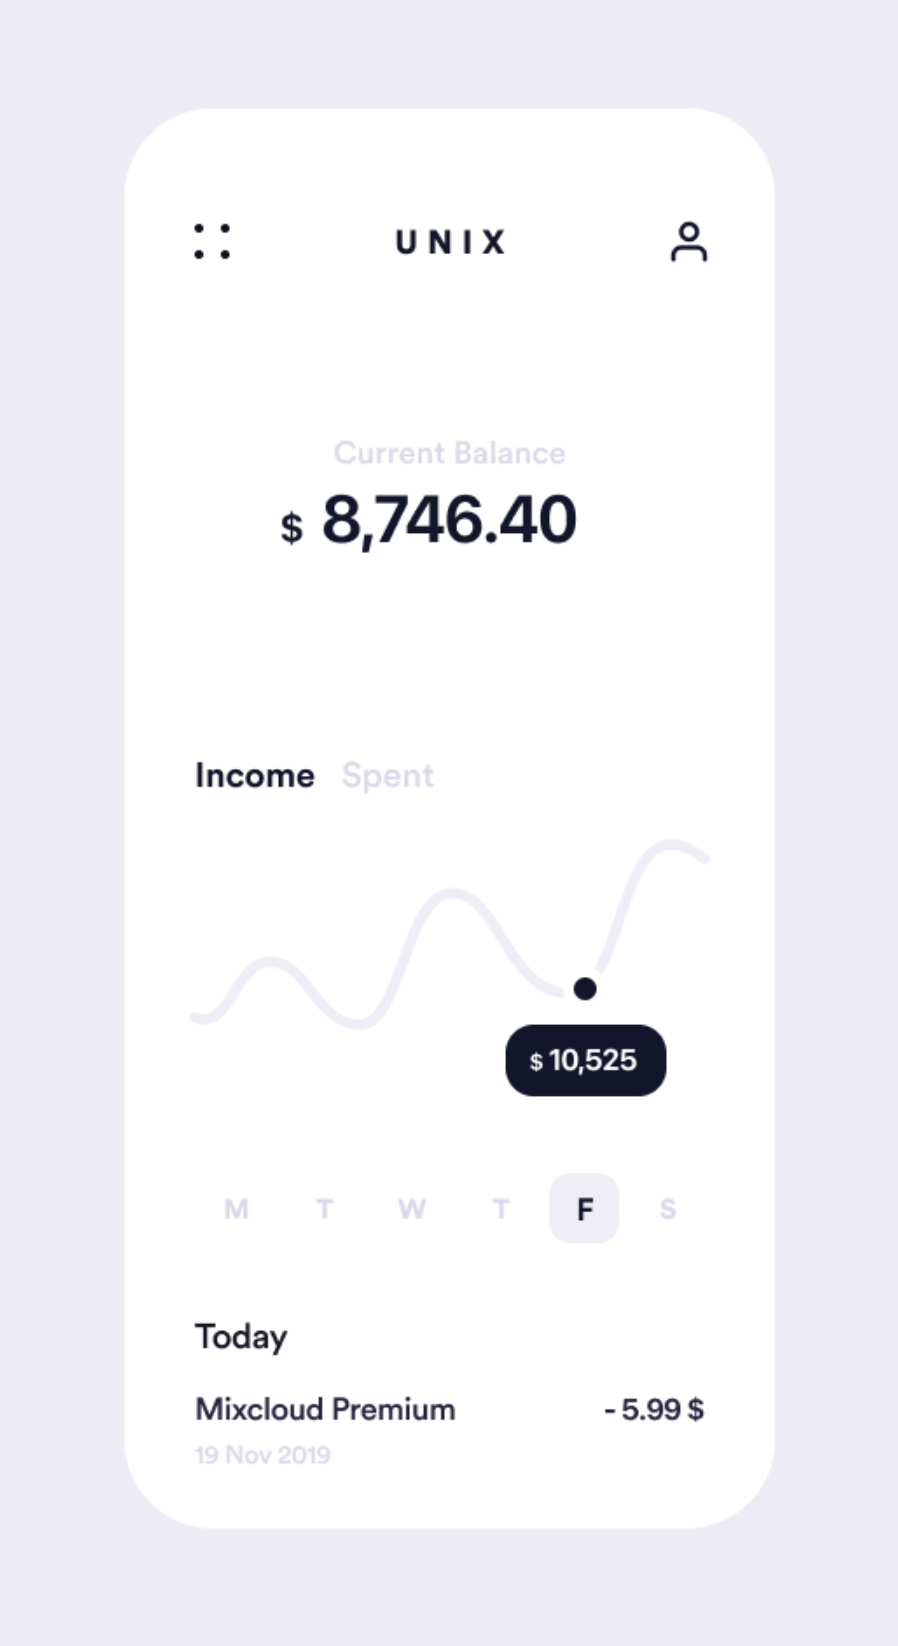 UNIX
Current Balance
$ 8,746.40
Income Spent
$ 10,525
M T W T F S
Today
Mixcloud Premium - 5.99 $
19 Nov 2019